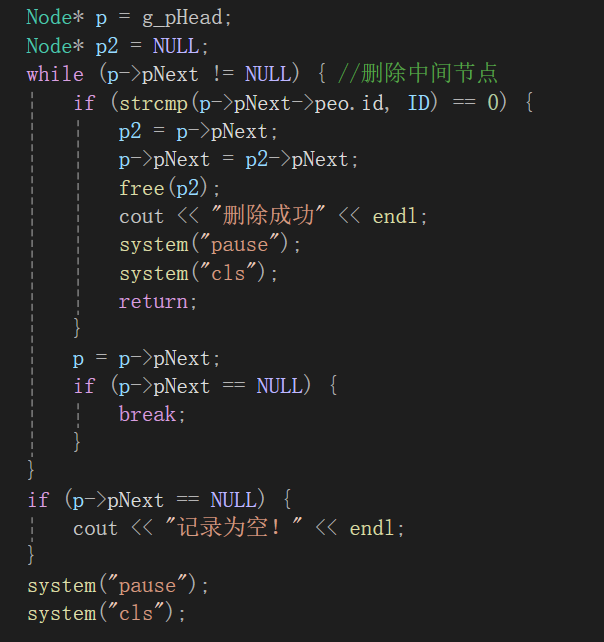 Node* p = g_pHead;
Node* p2 = NULL;
while (p->pNext != NULL) { //删除中间节点
if (strcmp(p->pNext->peo.id, ID) == 0) {
p2 = p->pNext;
p->pNext = p2->pNext;
free(p2);
cout << "删除成功" << endl;
system("pause");
system("cls");
return;
}
p = p->pNext;
if (p->pNext == NULL) {
break;
}
}
if (p->pNext == NULL) {
cout << "记录为空！" << endl;
}
system("pause");
system("cls");